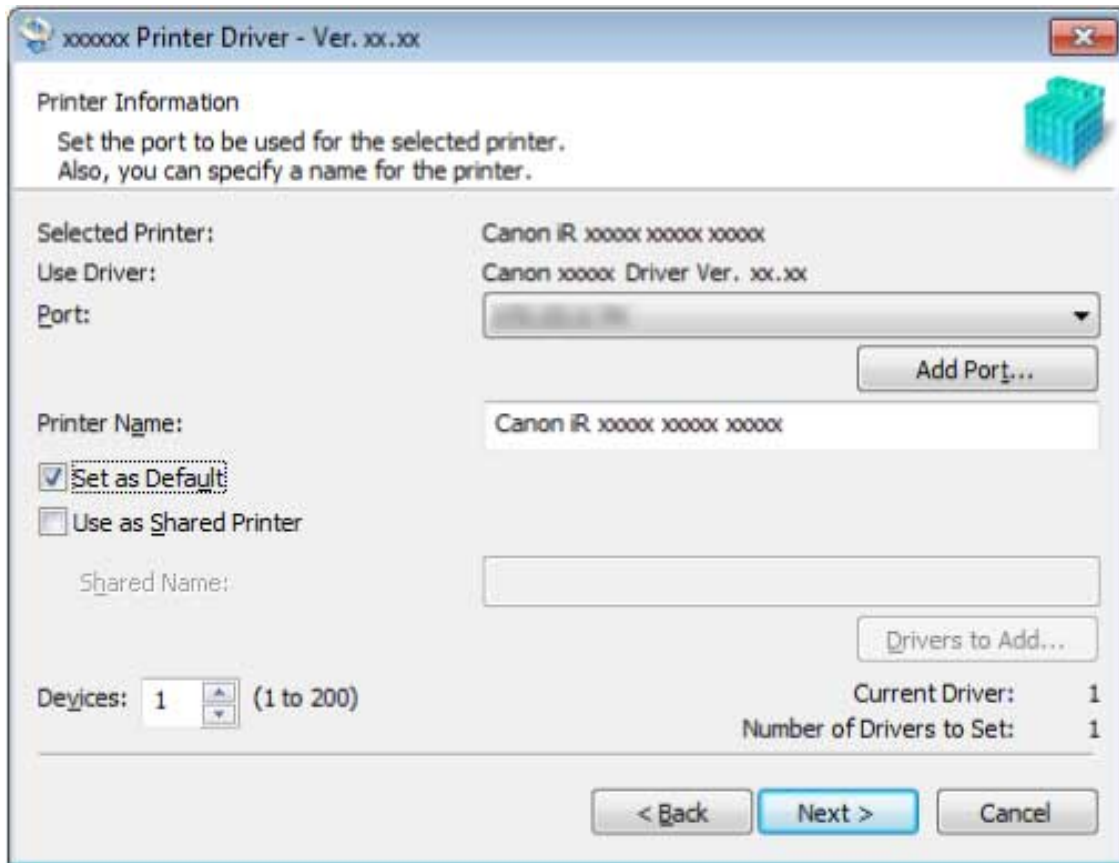 xxxxxx Printer Driver - Ver. xx.xx
Printer Information
Set the port to be used for the selected printer.
Also, you can specify a name for the printer.
Selected Printer: Canon iR xxxxx xxxxx xxxxx
Use Driver: Canon xxxxx Driver Ver. xx.xx
Port:
Add Port...
Printer Name: Canon iR xxxxx xxxxx xxxxx
Set as Default
Use as Shared Printer
Shared Name:
Drivers to Add...
Devices: 1 (1 to 200) Current Driver: 1
Number of Drivers to Set: 1
< Back Next > Cancel